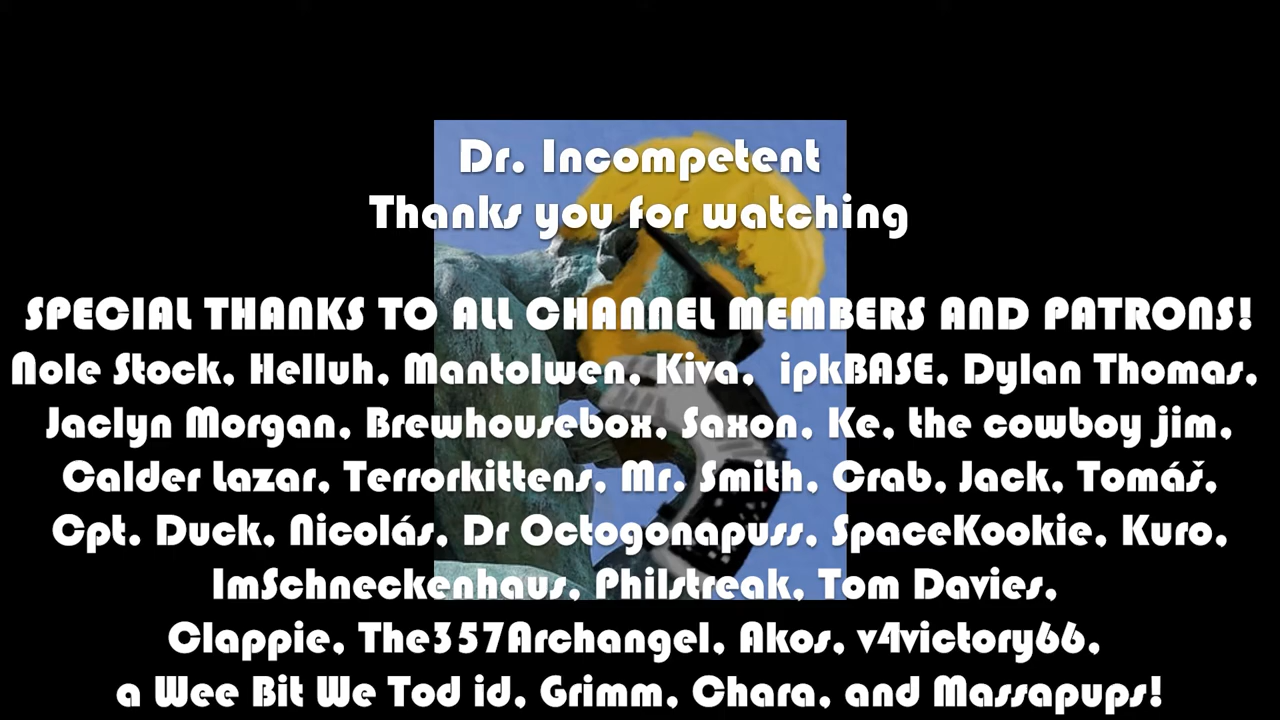 Dr. Incompetent
Thanks you for watching
SPECIAL THANKS TO ALL CHANNEL MEMBERS AND PATRONS!
Nole Stock, Helluh, Mantolwen, Kiva, ipkBASE, Dylan Thomas,
Jaclyn Morgan, Brewhousebox, Saxon, Ke, the cowboy jim,
Calder Lazar, Terrorkittens, Mr. Smith, Crab, Jack, Tomáš,
Cpt. Duck, Nicolás, Dr Octogonapuss, SpaceKookie, Kuro,
ImSchneckenhaus, Philstreak, Tom Davies,
Clappie, The357Archangel, Akos, v4victory66,
a Wee Bit We Tod id, Grimm, Chara, and Massapups!